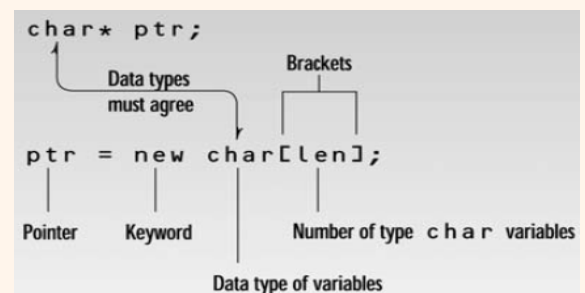 char* ptr;
Data types
must agree
Brackets
ptr = new char[len];
Pointer
Keyword
Number of type char variables
Data type of variables